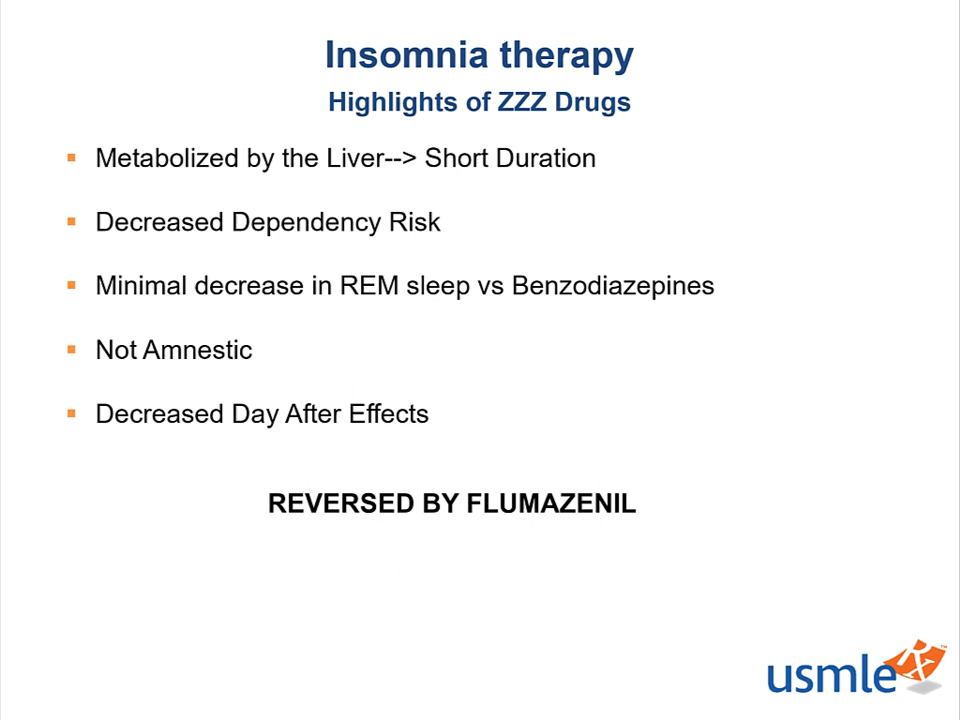 Insomnia therapy
Highlights of ZZZ Drugs
Metabolized by the Liver--> Short Duration
Decreased Dependency Risk
Minimal decrease in REM sleep vs Benzodiazepines
Not Amnestic
Decreased Day After Effects
REVERSED BY FLUMAZENIL
usmle Rx™